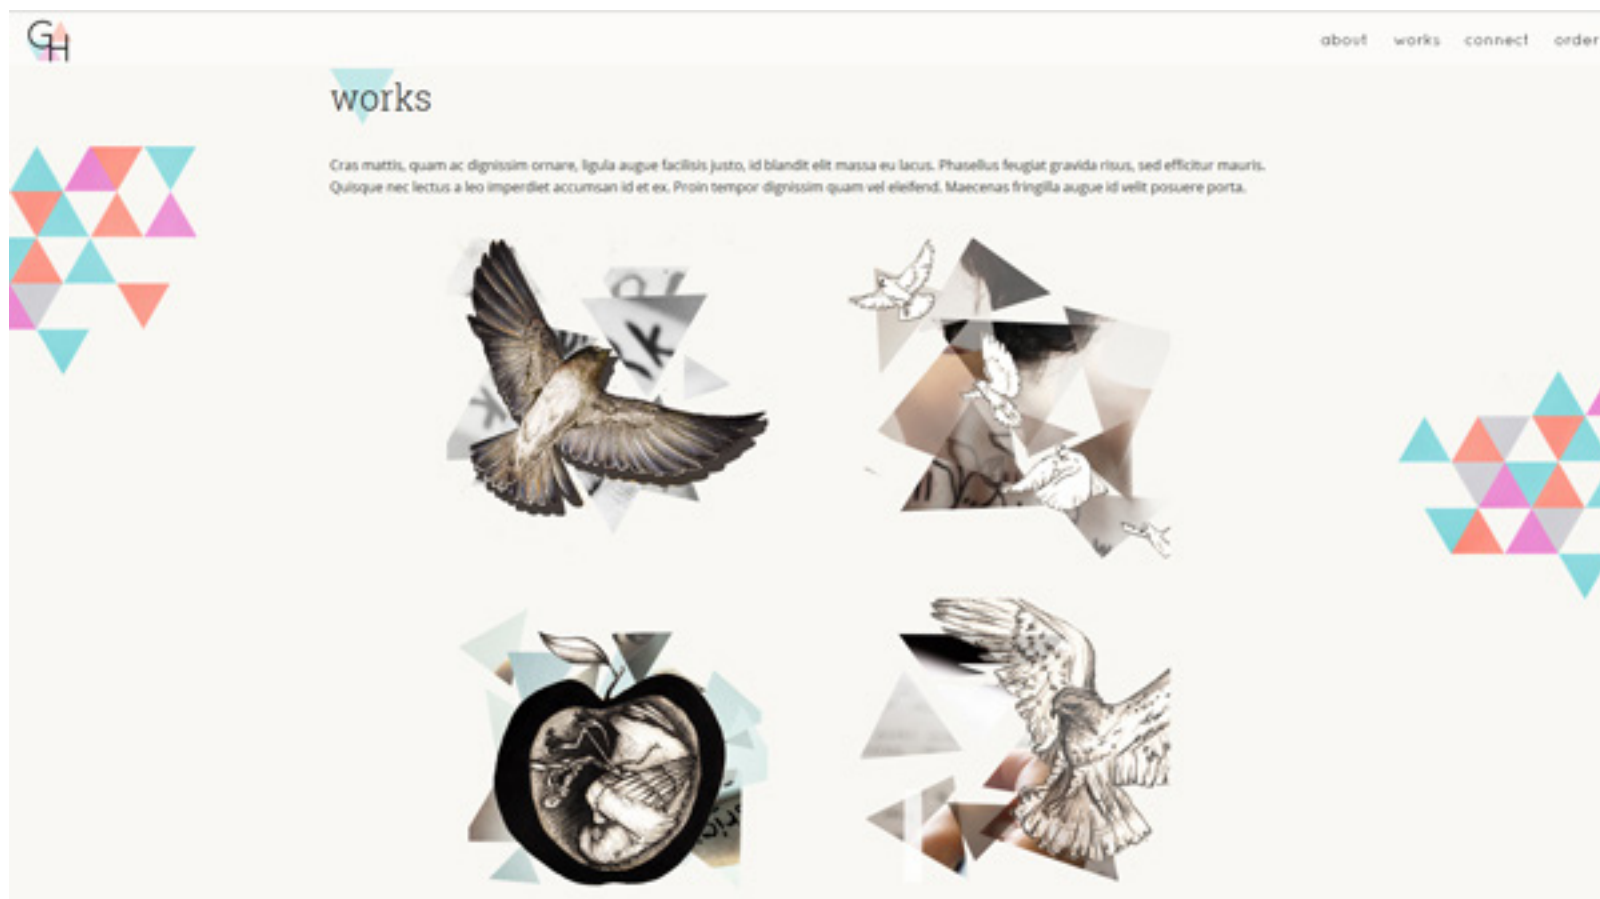 GH
about works connect order
works
Cras mattis, quam ac dignissim ornare, ligula augue facilisis justo, id blandit elit massa eu lacus. Phasellus feugiat gravida risus, sed efficitur mauris.
Quisque nec lectus a leo imperdiet accumsan id et ex. Proin tempor dignissim quam vel eleifend. Maecenas fringilla augue id velit posuere porta.